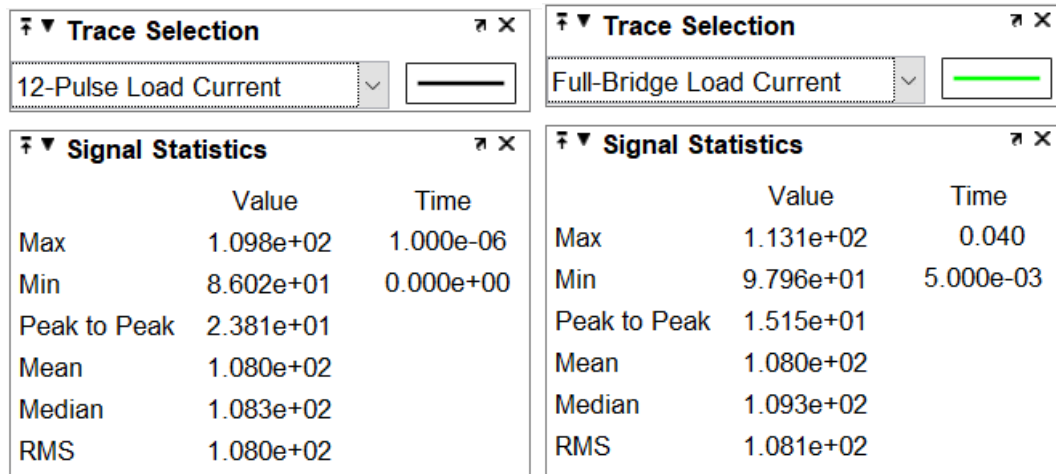 Trace Selection
12-Pulse Load Current
Signal Statistics
Value Time
Max 1.098e+02 1.000e-06
Min 8.602e+01 0.000e+00
Peak to Peak 2.381e+01
Mean 1.080e+02
Median 1.083e+02
RMS 1.080e+02
Trace Selection
Full-Bridge Load Current
Signal Statistics
Value Time
Max 1.131e+02 0.040
Min 9.796e+01 5.000e-03
Peak to Peak 1.515e+01
Mean 1.080e+02
Median 1.093e+02
RMS 1.081e+02